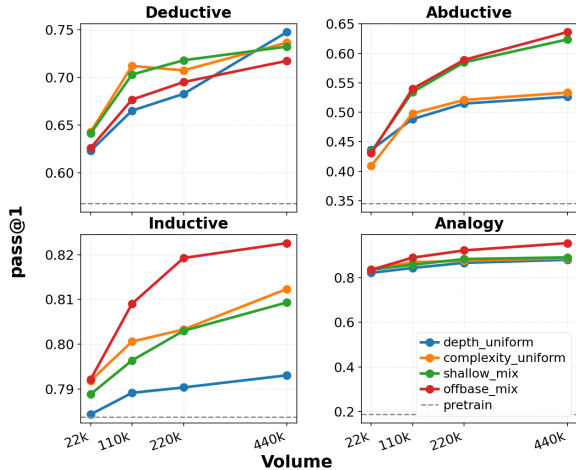 Deductive
0.75
0.70
0.65
0.60
Abductive
0.65
0.60
0.55
0.50
0.45
0.40
0.35
pass@1
Inductive
0.82
0.81
0.80
0.79
22k
110k
220k
440k
Analogy
0.8
0.6
0.4
0.2
depth_uniform
complexity_uniform
shallow_mix
offbase_mix
pretrain
22k
110k
220k
440k
Volume